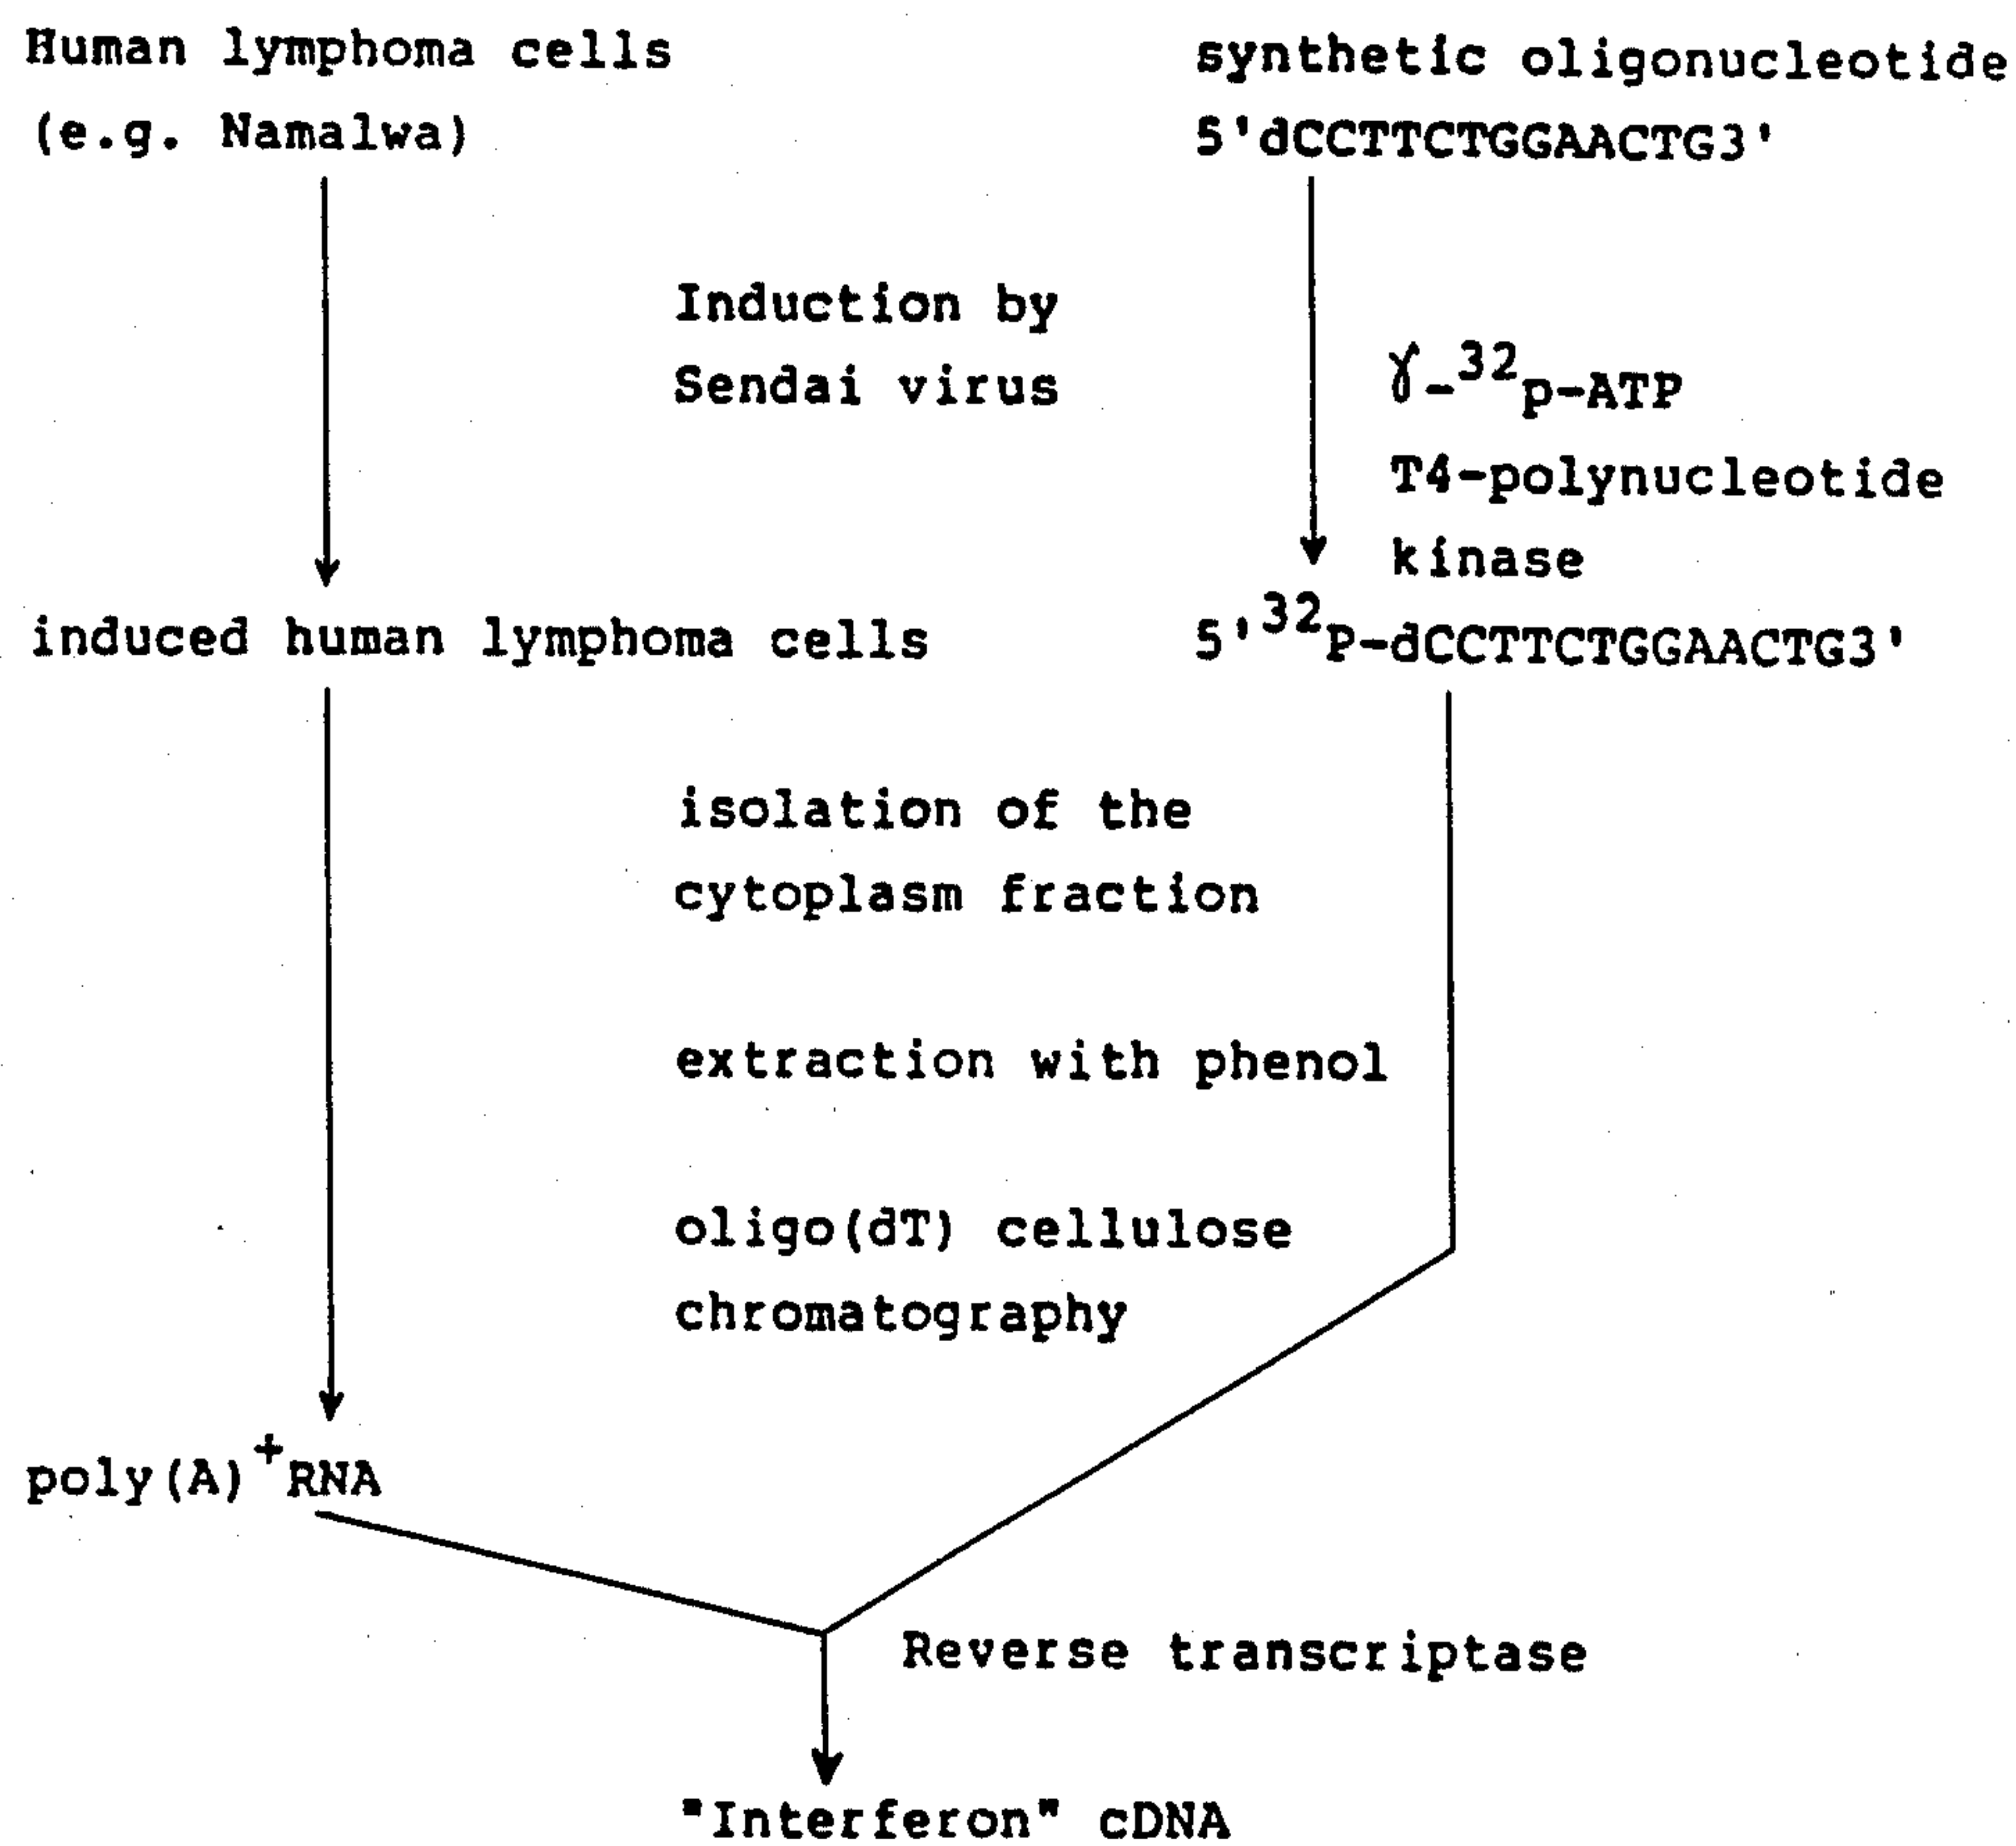 Human lymphoma cells
(e.g. Namalwa)
synthetic oligonucleotide
5'dCCTTCTGGAACTG3'
Induction by
Sendai virus
γ-³²p-ATP
T4-polynucleotide
kinase
induced human lymphoma cells
5'³²P-dCCTTCTGGAACTG3'
isolation of the
cytoplasm fraction
extraction with phenol
oligo(dT) cellulose
chromatography
poly(A)⁺RNA
Reverse transcriptase
"Interferon" cDNA